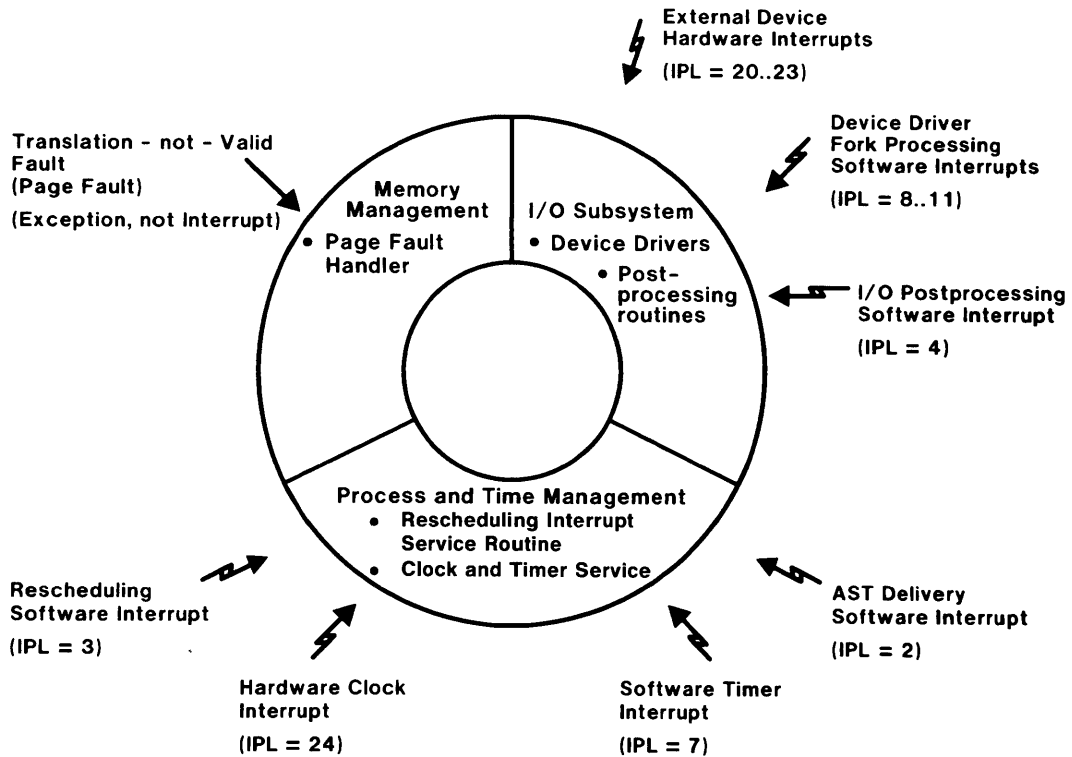 External Device
Hardware Interrupts
(IPL = 20..23)
Translation - not - Valid
Fault
(Page Fault)
(Exception, not Interrupt)
Device Driver
Fork Processing
Software Interrupts
(IPL = 8..11)
Memory
Management
• Page Fault
Handler
I/O Subsystem
• Device Drivers
• Post-
processing
routines
I/O Postprocessing
Software Interrupt
(IPL = 4)
Process and Time Management
• Rescheduling Interrupt
Service Routine
• Clock and Timer Service
Rescheduling
Software Interrupt
(IPL = 3)
Hardware Clock
Interrupt
(IPL = 24)
Software Timer
Interrupt
(IPL = 7)
AST Delivery
Software Interrupt
(IPL = 2)